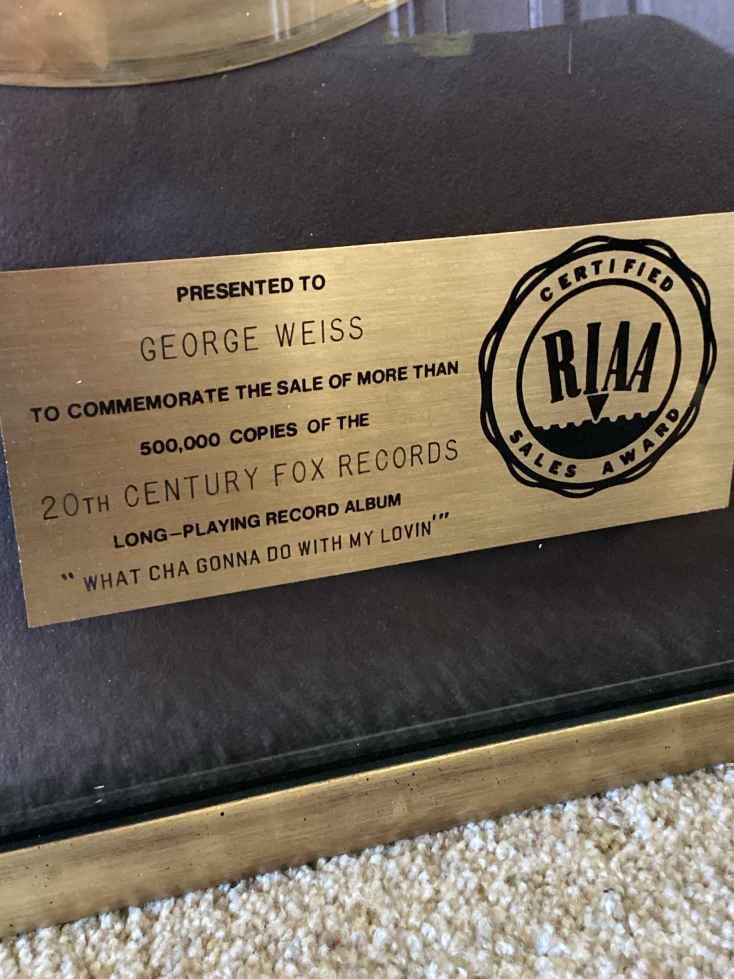 PRESENTED TO
GEORGE WEISS
TO COMMEMORATE THE SALE OF MORE THAN
500,000 COPIES OF THE
20TH CENTURY FOX RECORDS
LONG-PLAYING RECORD ALBUM
"WHAT CHA GONNA DO WITH MY LOVIN'"
CERTIFIED
RIAA
SALES AWARD